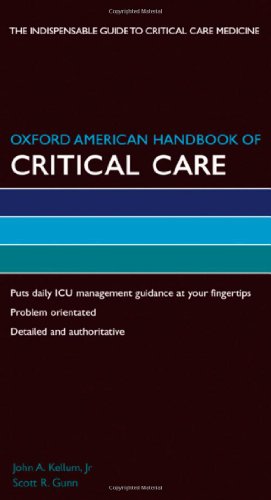 THE INDISPENSABLE GUIDE TO CRITICAL CARE MEDICINE
OXFORD AMERICAN HANDBOOK OF
CRITICAL CARE
Puts daily ICU management guidance at your fingertips
Problem orientated
Detailed and authoritative
John A. Kellum, Jr
Scott R. Gunn